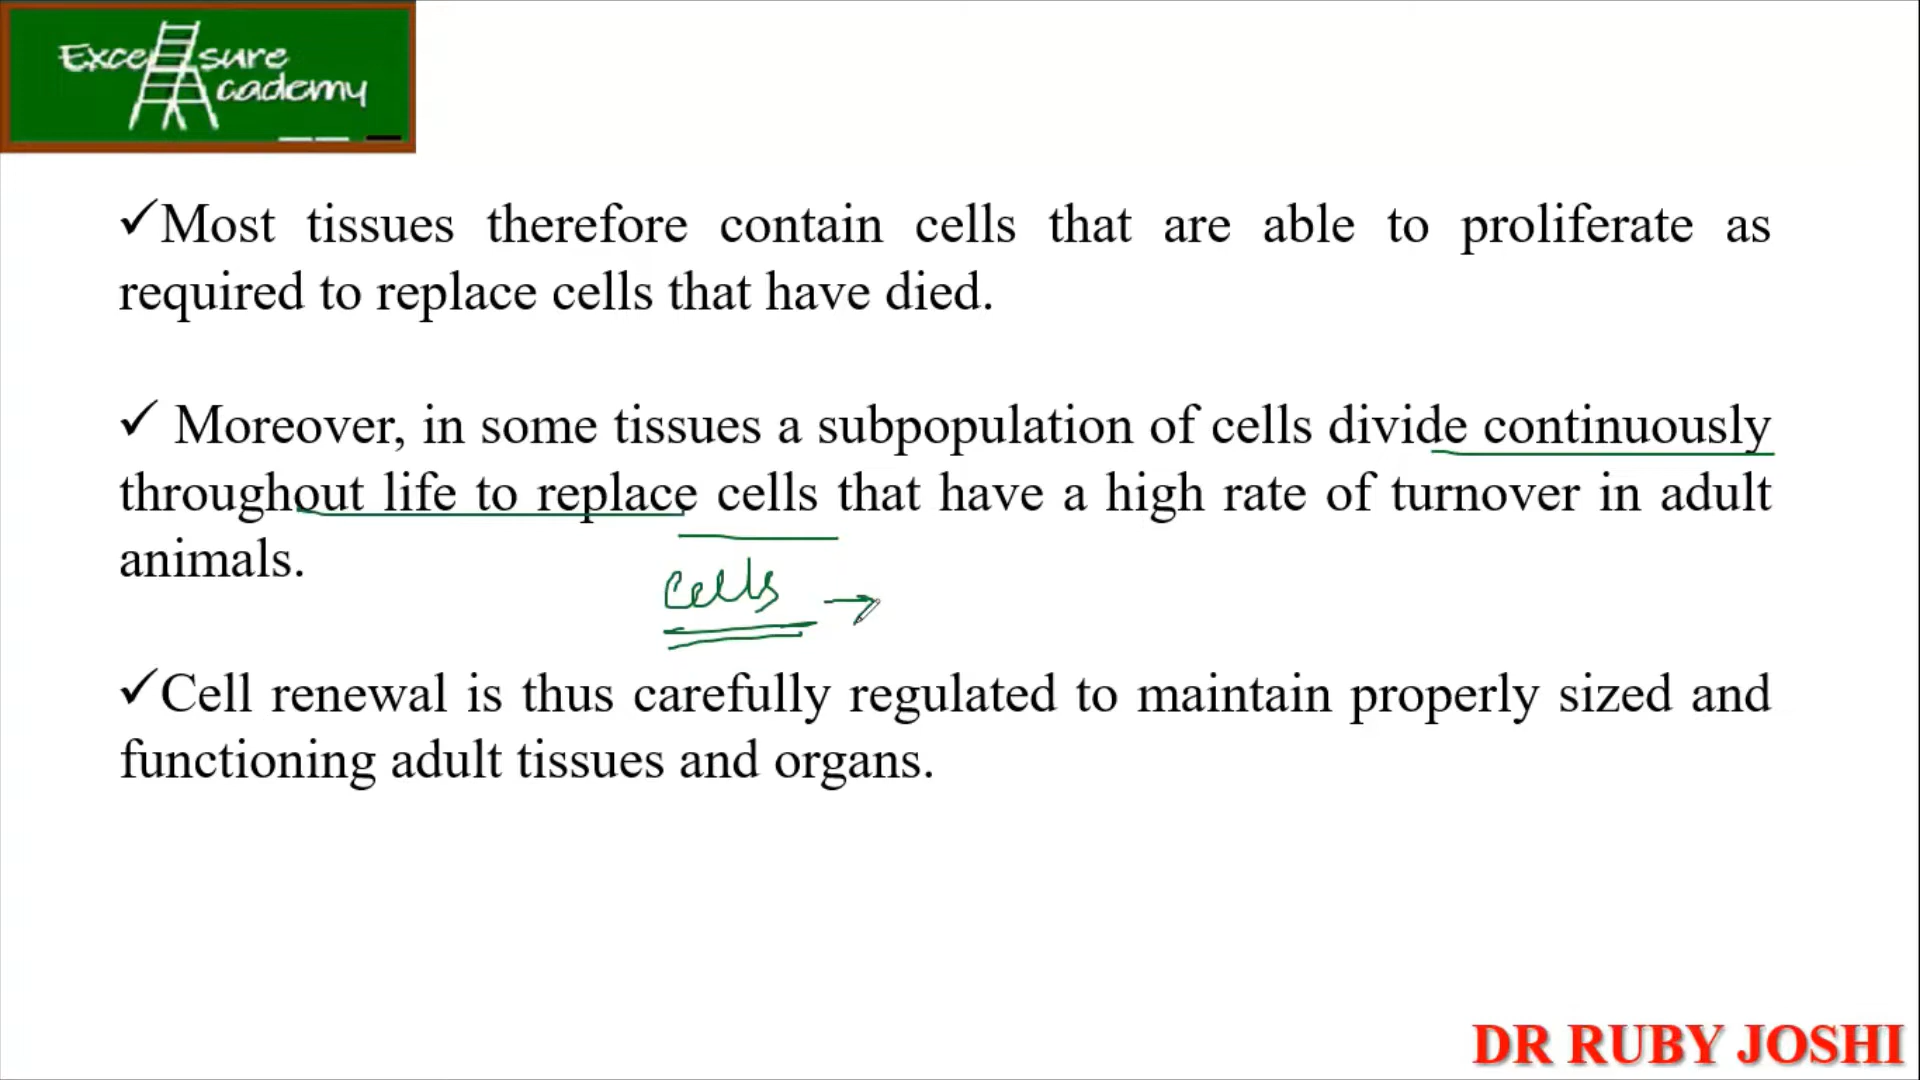 Excel sure
Academy
✓Most tissues therefore contain cells that are able to proliferate as
required to replace cells that have died.
✓ Moreover, in some tissues a subpopulation of cells divide continuously
throughout life to replace cells that have a high rate of turnover in adult
animals.
cells →
✓Cell renewal is thus carefully regulated to maintain properly sized and
functioning adult tissues and organs.
DR RUBY JOSHI